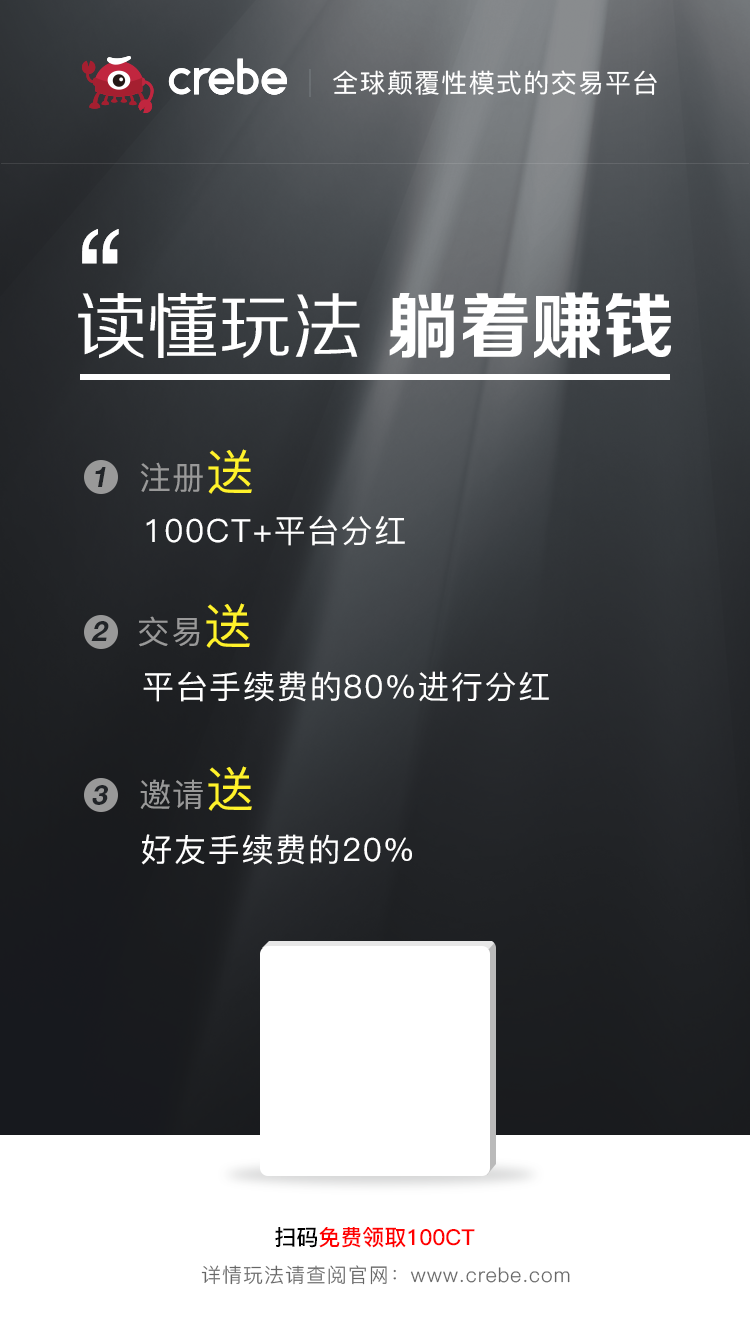 crebe | 全球颠覆性模式的交易平台
“
读懂玩法 躺着赚钱
1 注册送
100CT+平台分红
2 交易送
平台手续费的80%进行分红
3 邀请送
好友手续费的20%
扫码免费领取100CT
详情玩法请查阅官网：www.crebe.com